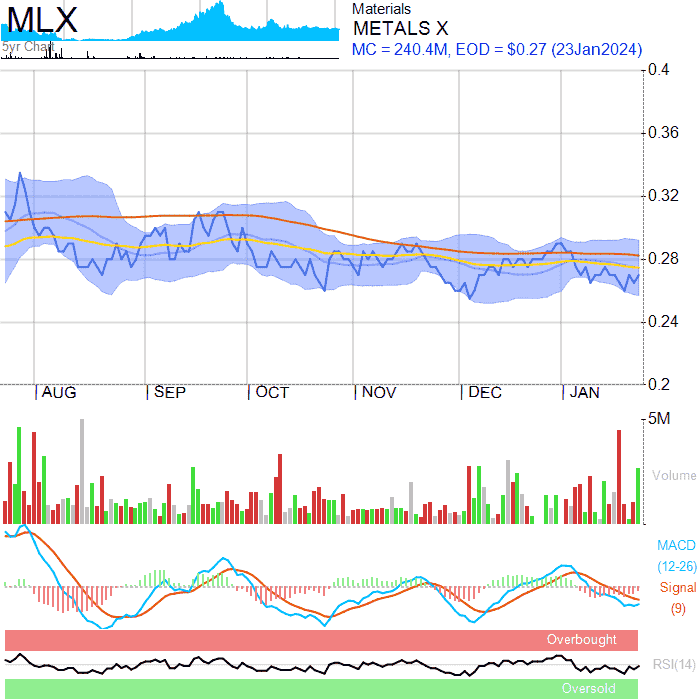 MLX
5yr Chart
Materials
METALS X
MC = 240.4M, EOD = $0.27 (23Jan2024)
0.4
0.36
0.32
0.28
0.24
0.2
AUG SEP OCT NOV DEC JAN
5M
Volume
MACD
(12-26)
Signal
(9)
Overbought
RSI(14)
Oversold